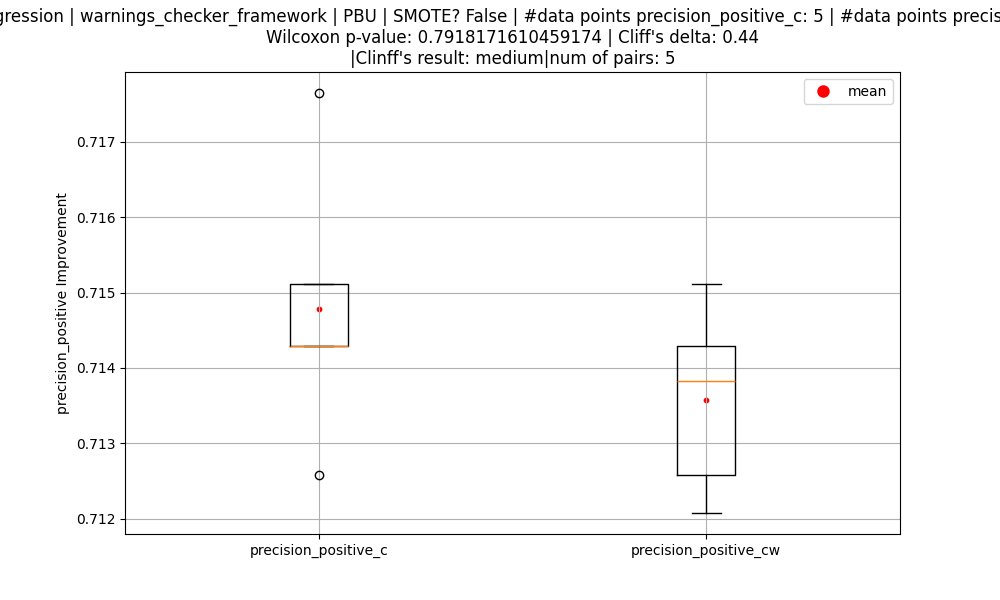 gression | warnings_checker_framework | PBU | SMOTE? False | #data points precision_positive_c: 5 | #data points precis
Wilcoxon p-value: 0.7918171610459174 | Cliff's delta: 0.44
|Clinff's result: medium|num of pairs: 5
mean
0.717
0.716
0.715
0.714
0.713
0.712
precision_positive Improvement
precision_positive_c
precision_positive_cw